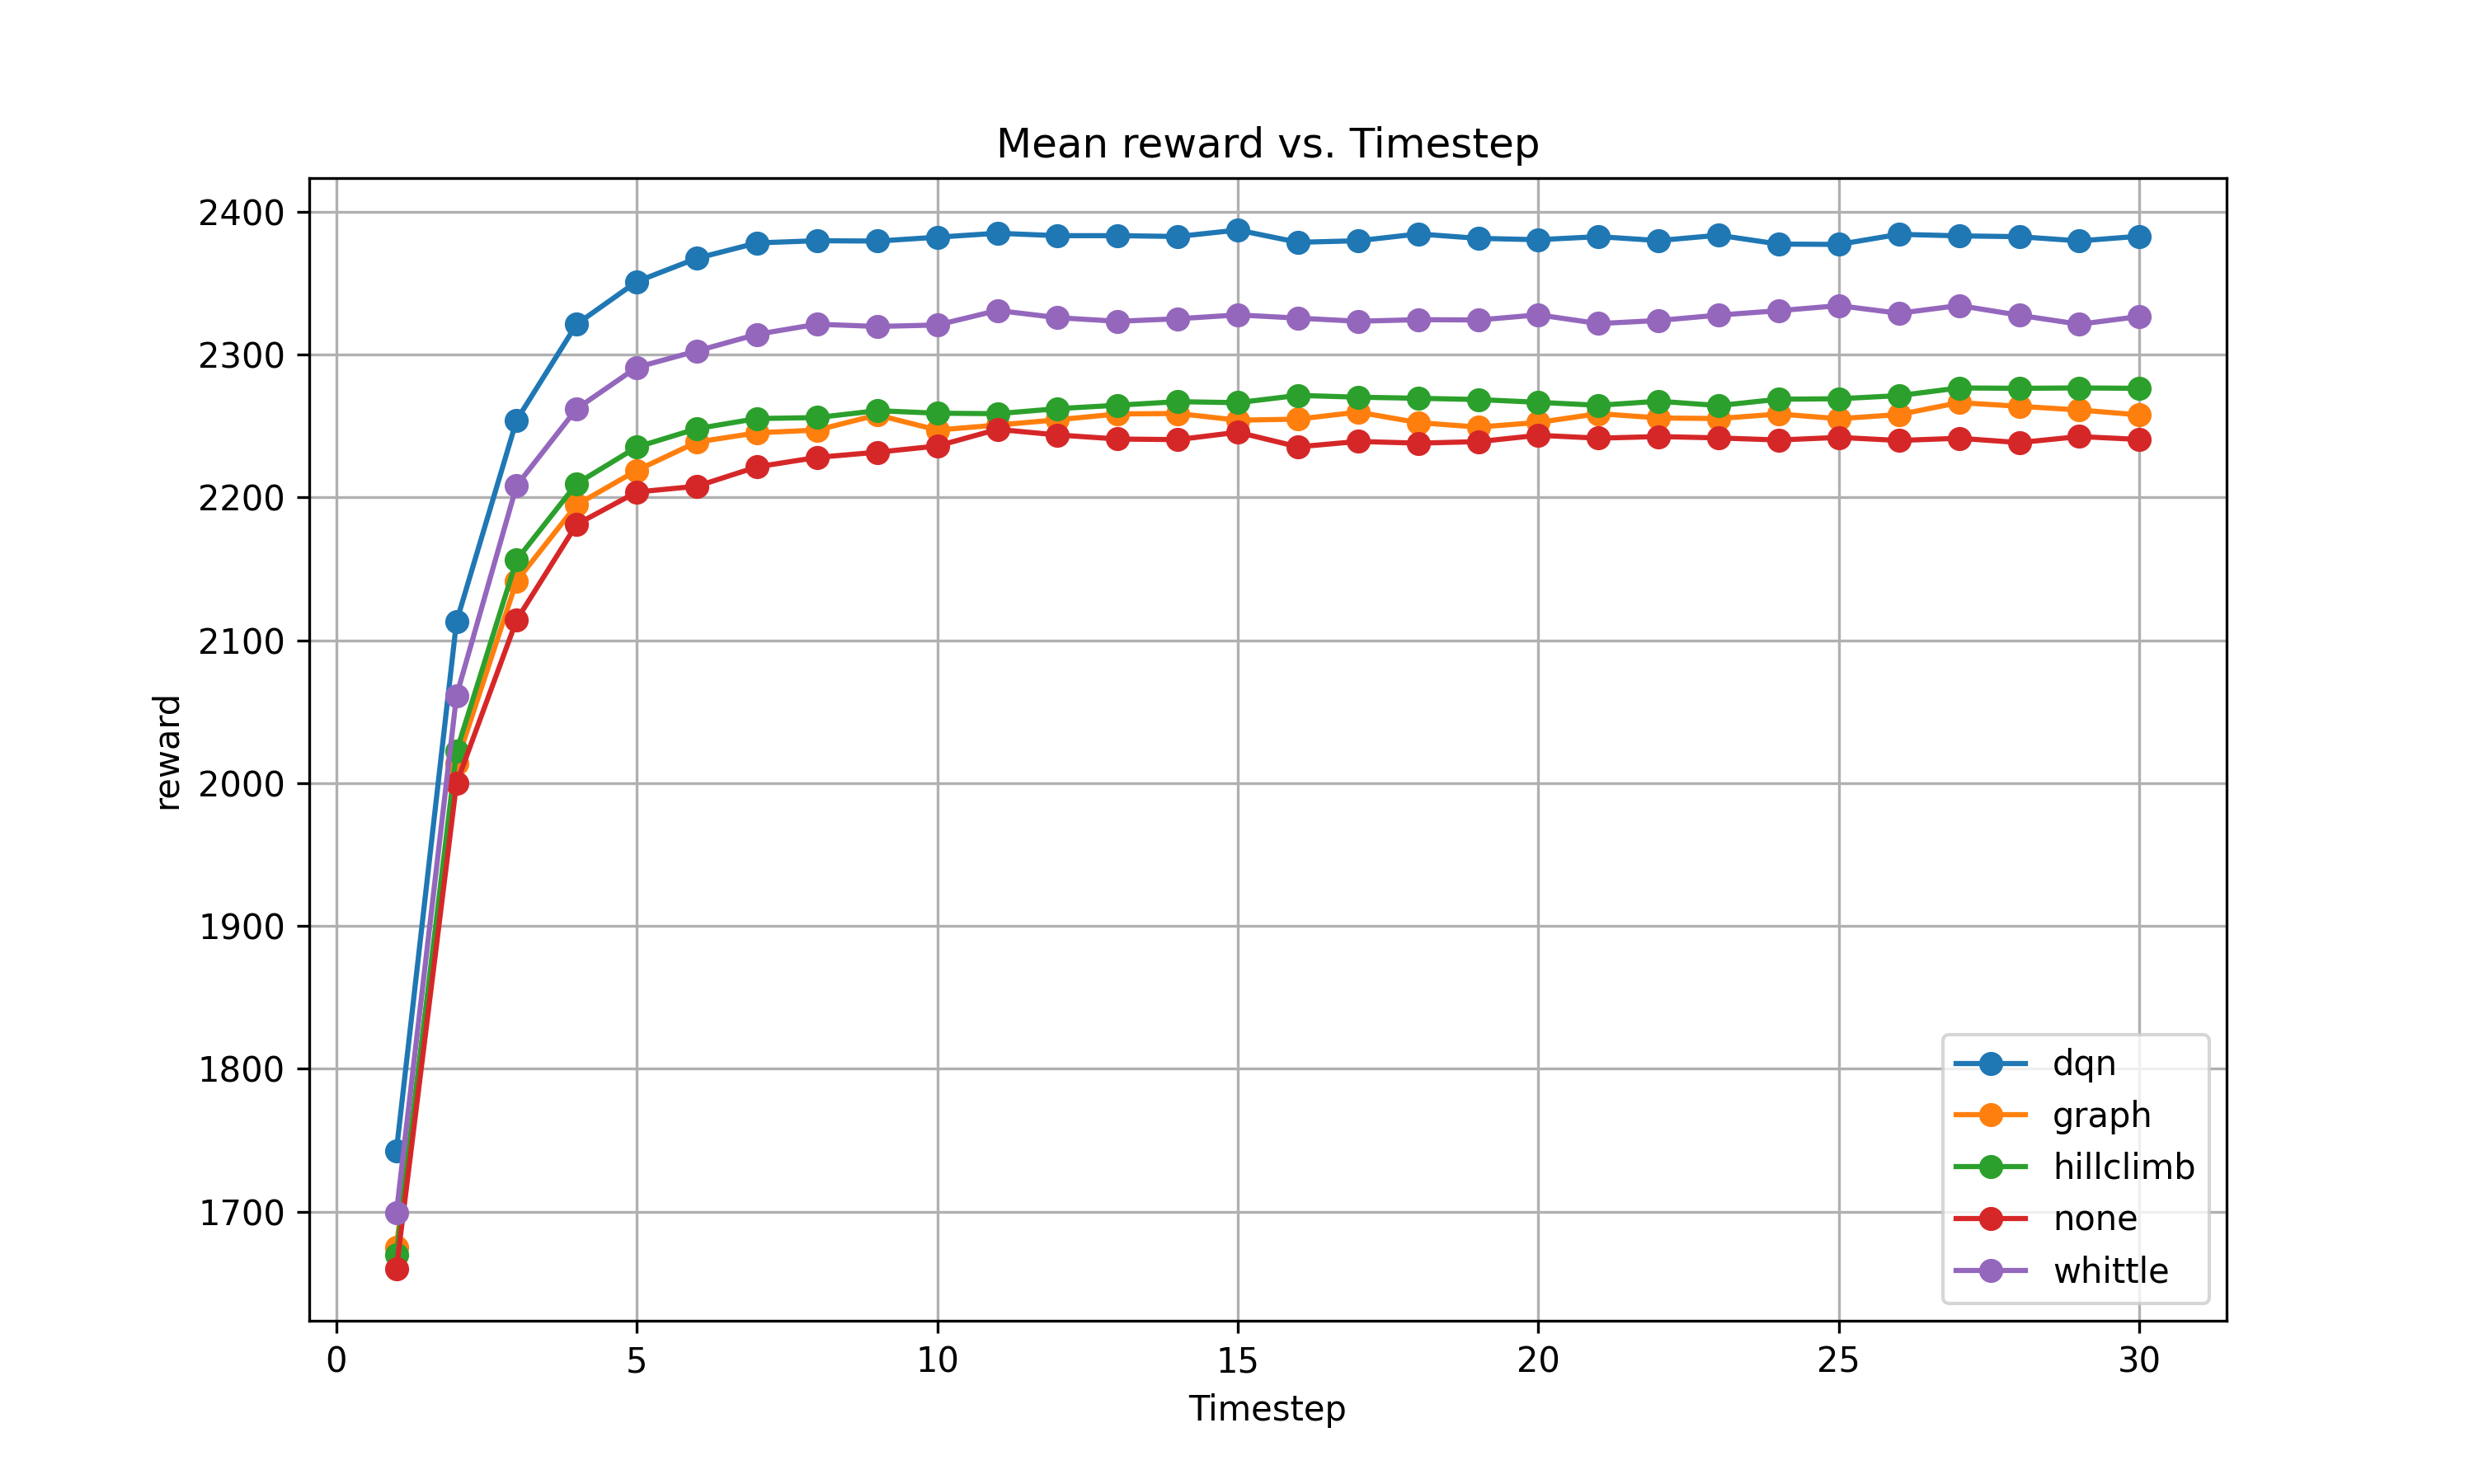 Mean reward vs. Timestep
2400
2300
2200
2100
2000
1900
1800
1700
reward
0 5 10 15 20 25 30
Timestep
dqn
graph
hillclimb
none
whittle